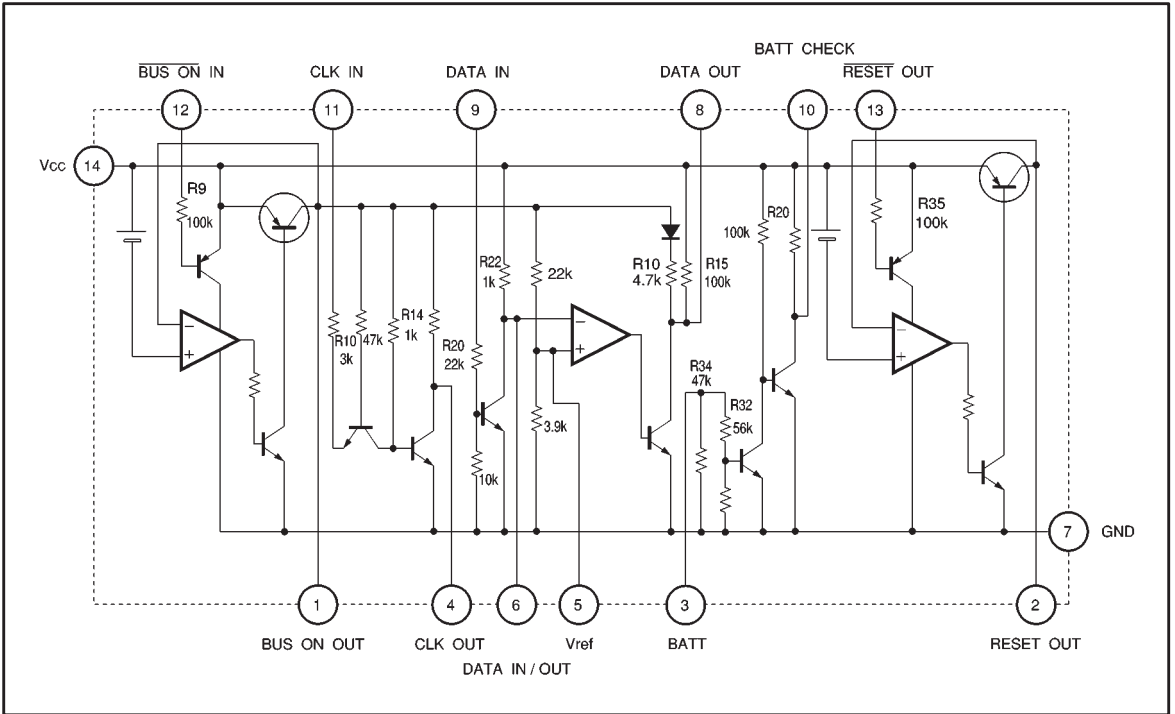 BATT CHECK
BUS ON IN
CLK IN
DATA IN
DATA OUT
RESET OUT
12
11
9
8
10
13
Vcc
14
R9
100k
R10
3k
47k
R14
1k
R20
22k
10k
R22
1k
22k
3.9k
−
+
−
+
R10
4.7k
R15
100k
R34
47k
R32
56k
100k
R20
R35
100k
−
+
7
GND
1
4
6
5
3
2
BUS ON OUT
CLK OUT
Vref
BATT
RESET OUT
DATA IN / OUT